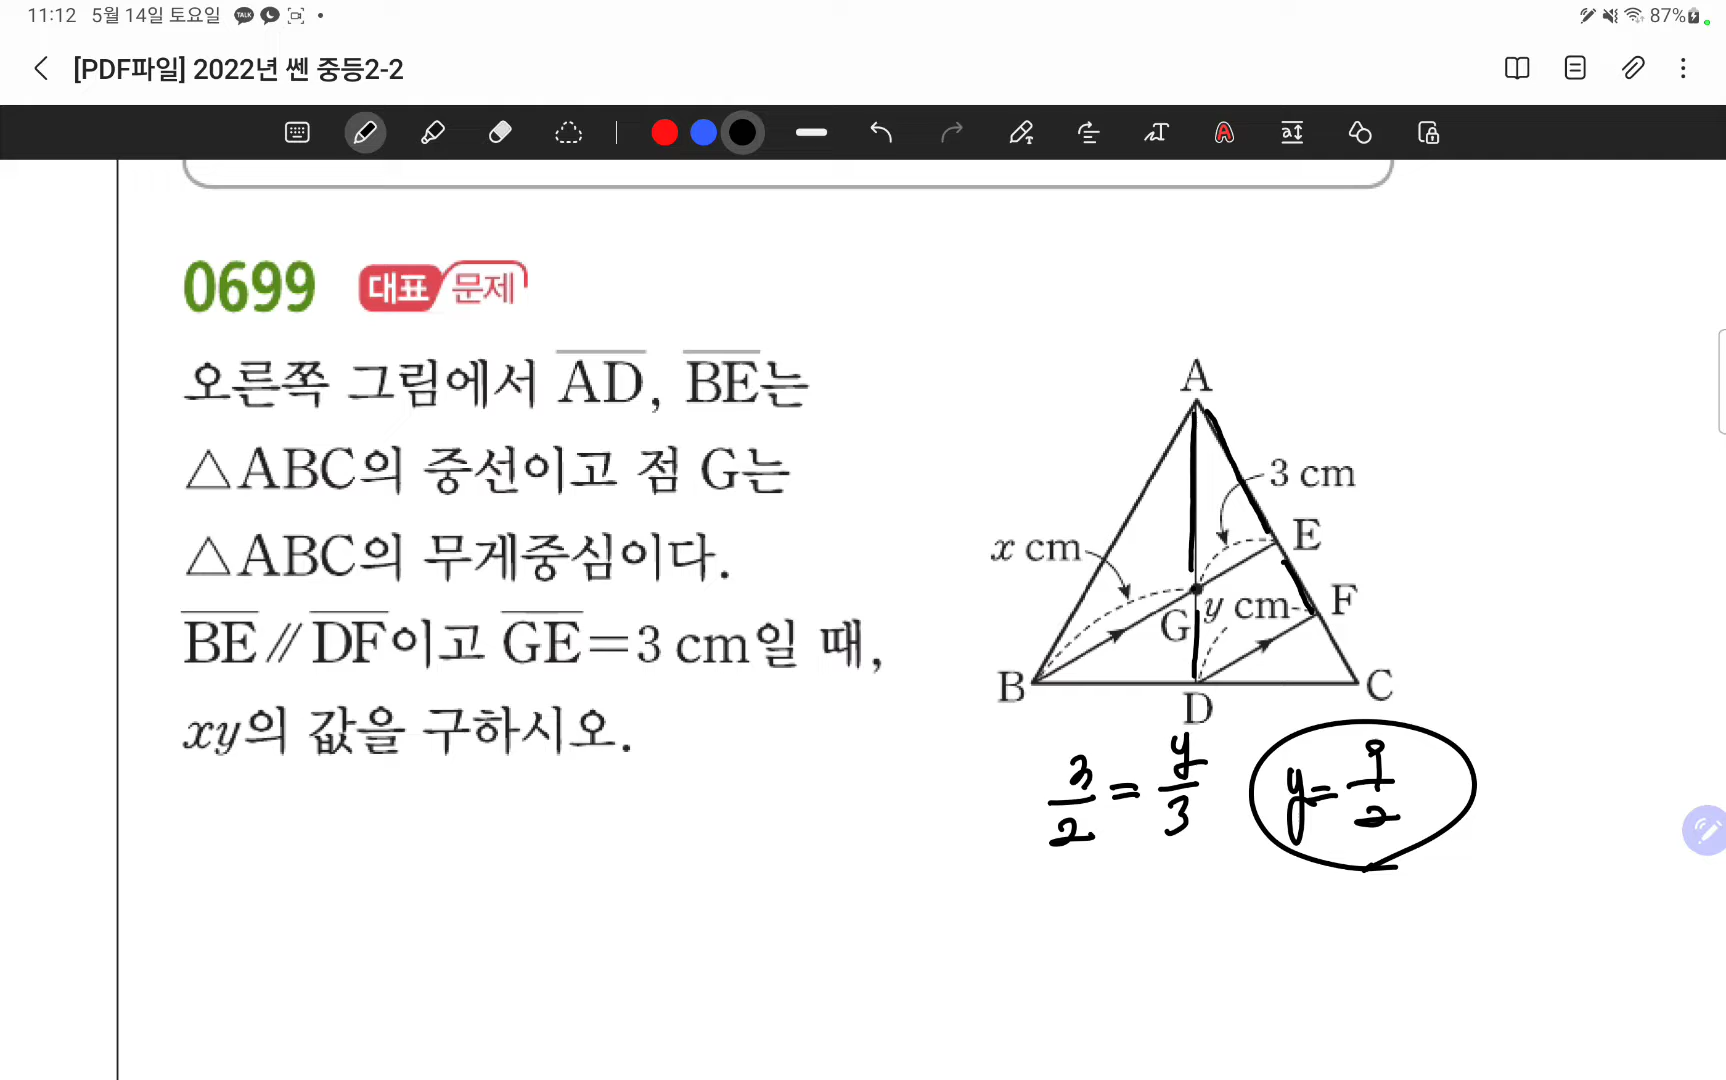 11:12 5월 14일 토요일 TALK 87%
[PDF파일] 2022년 쎈 중등2-2
0699 대표 문제
오른쪽 그림에서 AD, BE는
△ABC의 중선이고 점 G는
△ABC의 무게중심이다.
BE∥DF이고 GE=3 cm일 때,
xy의 값을 구하시오.
A
3 cm
E
x cm
F
G
y cm
B
D
C
3/2 = y/3
y = 9/2